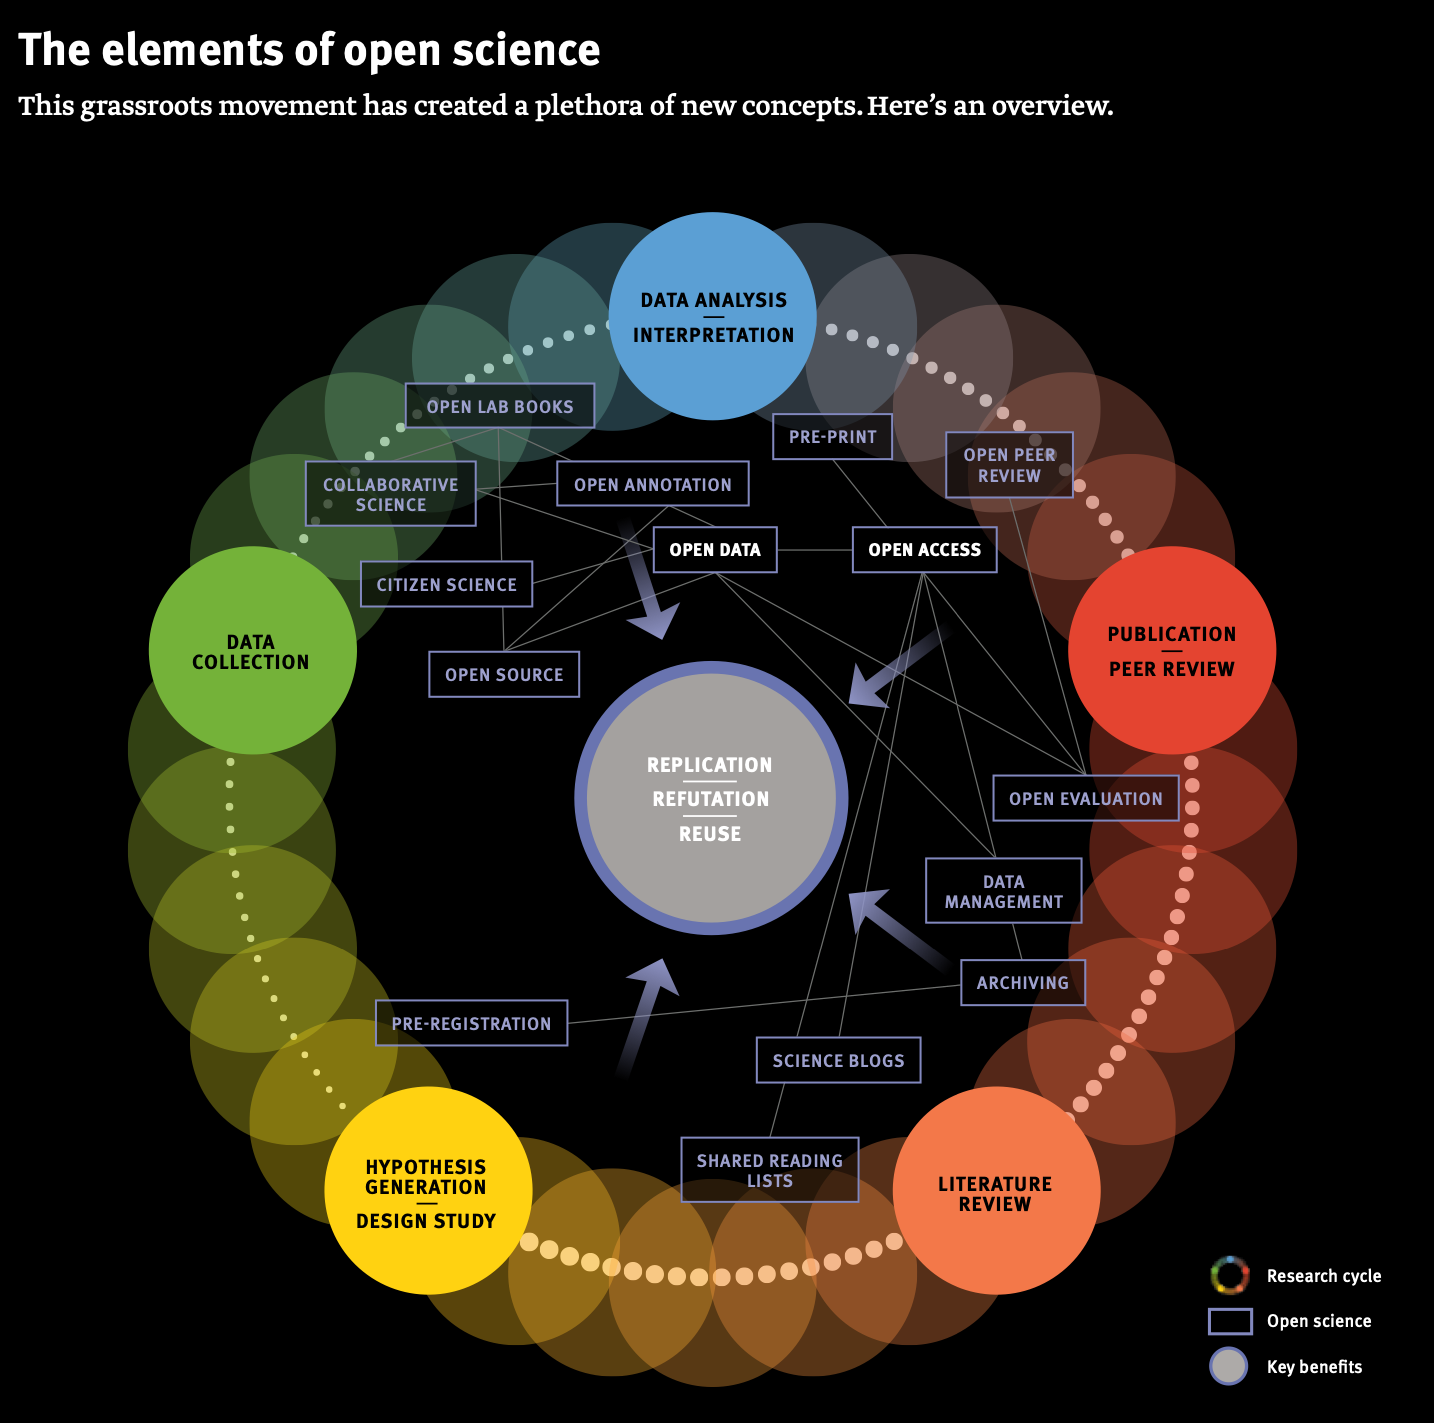 The elements of open science
This grassroots movement has created a plethora of new concepts. Here’s an overview.
DATA ANALYSIS
INTERPRETATION
OPEN LAB BOOKS
PRE-PRINT
OPEN PEER
REVIEW
COLLABORATIVE
SCIENCE
OPEN ANNOTATION
OPEN DATA
OPEN ACCESS
CITIZEN SCIENCE
DATA
COLLECTION
PUBLICATION
PEER REVIEW
OPEN SOURCE
REPLICATION
REFUTATION
REUSE
OPEN EVALUATION
DATA
MANAGEMENT
ARCHIVING
PRE-REGISTRATION
SCIENCE BLOGS
SHARED READING
LISTS
HYPOTHESIS
GENERATION
DESIGN STUDY
LITERATURE
REVIEW
Research cycle
Open science
Key benefits